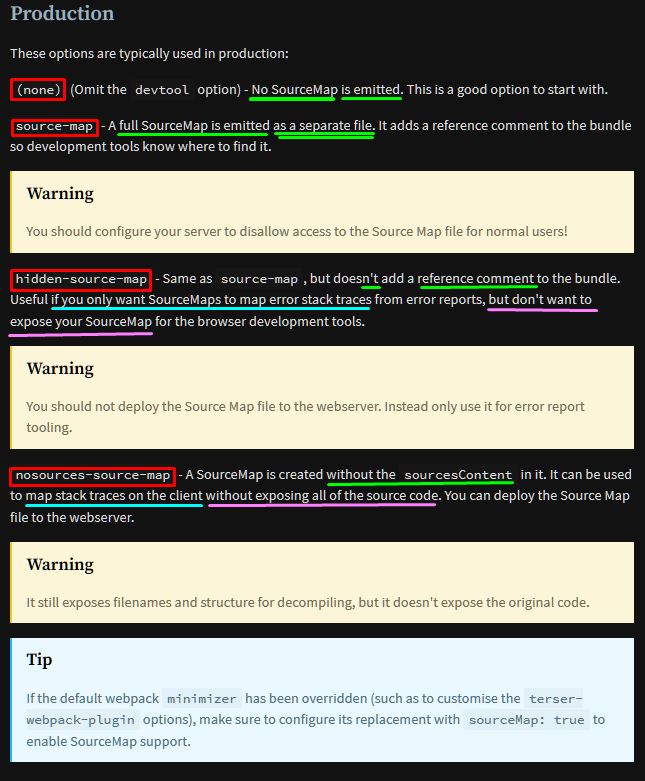 Production
These options are typically used in production:
(none) (Omit the devtool option) - No SourceMap is emitted. This is a good option to start with.
source-map - A full SourceMap is emitted as a separate file. It adds a reference comment to the bundle
so development tools know where to find it.
Warning
You should configure your server to disallow access to the Source Map file for normal users!
hidden-source-map - Same as source-map, but doesn't add a reference comment to the bundle.
Useful if you only want SourceMaps to map error stack traces from error reports, but don't want to
expose your SourceMap for the browser development tools.
Warning
You should not deploy the Source Map file to the webserver. Instead only use it for error report
tooling.
nosources-source-map - A SourceMap is created without the sourcesContent in it. It can be used
to map stack traces on the client without exposing all of the source code. You can deploy the Source Map
file to the webserver.
Warning
It still exposes filenames and structure for decompiling, but it doesn't expose the original code.
Tip
If the default webpack minimizer has been overridden (such as to customise the terser-
webpack-plugin options), make sure to configure its replacement with sourceMap: true to
enable SourceMap support.